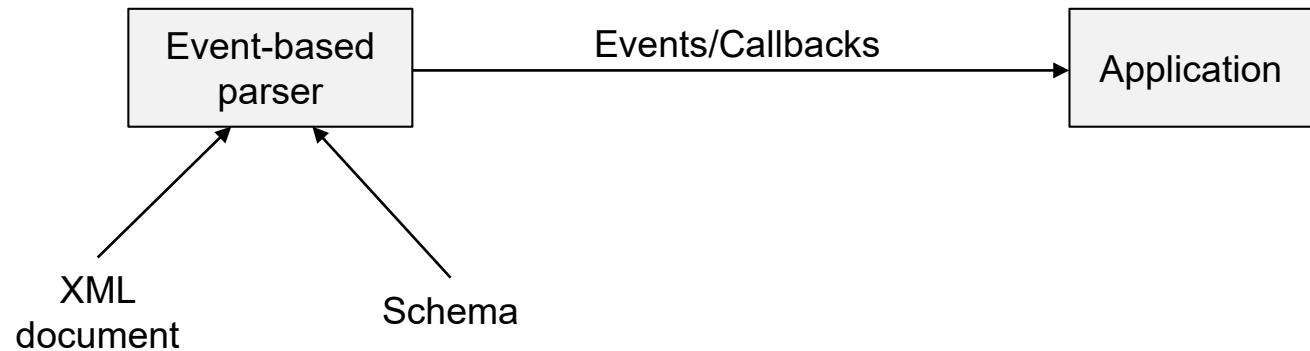 Event-based
parser
Events/Callbacks
Application
XML
document
Schema